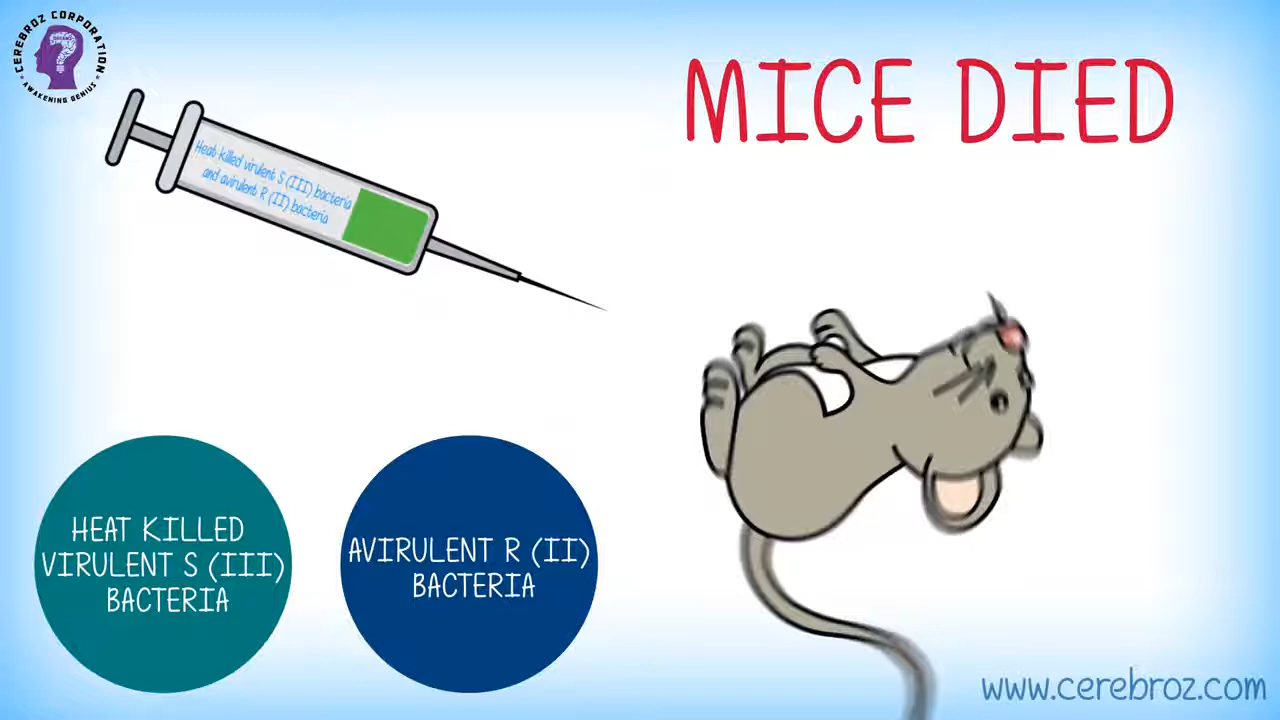 CEREBROZ CORPORATION
AWAKENING GENIUS
MICE DIED
Heat killed virulent S (III) bacteria
and avirulent R (II) bacteria
HEAT KILLED
VIRULENT S (III)
BACTERIA
AVIRULENT R (II)
BACTERIA
www.cerebroz.com